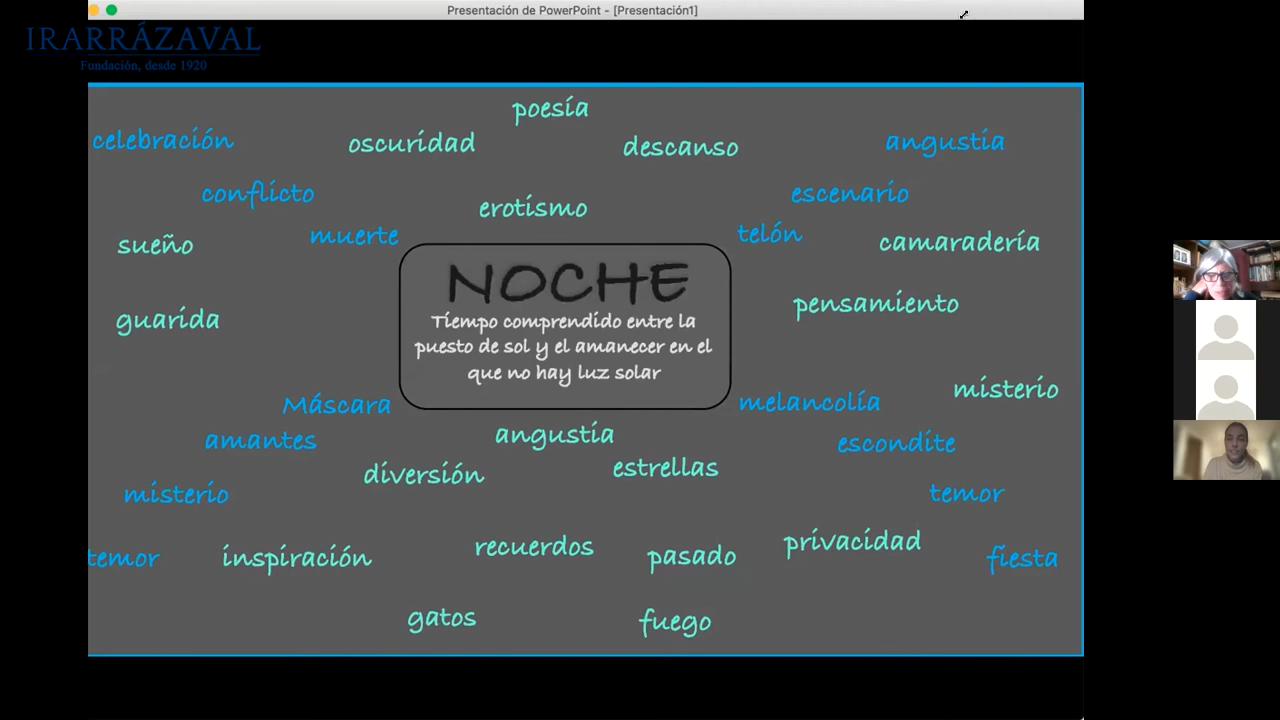 Presentación de PowerPoint - [Presentación1]
IRARRÁZAVAL
Fundación, desde 1920
poesía
celebración
oscuridad
descanso
angustia
conflicto
erotismo
escenario
sueño
muerte
telón
camaradería
NOCHE
Tiempo comprendido entre la
puesto de sol y el amanecer en el
que no hay luz solar
guarida
pensamiento
Máscara
melancolía
misterio
amantes
angustia
escondite
diversión
estrellas
misterio
temor
temor
inspiración
recuerdos
pasado
privacidad
fiesta
gatos
fuego